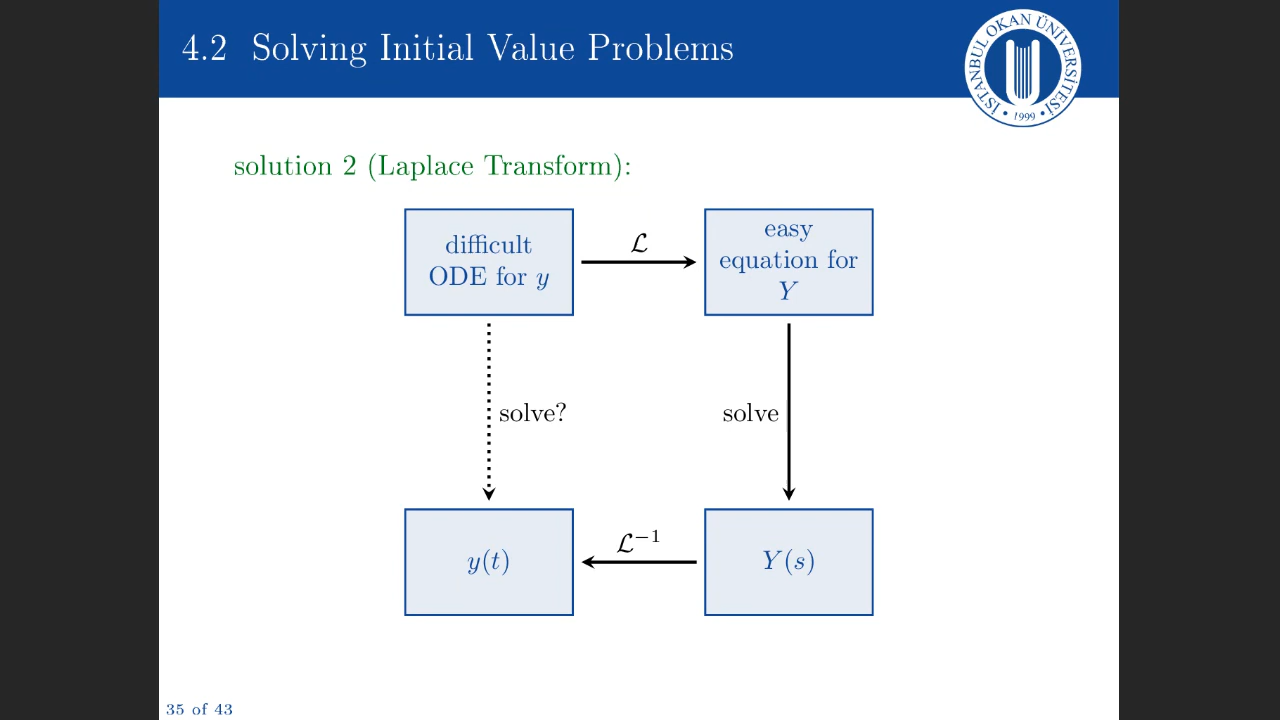 4.2 Solving Initial Value Problems
İSTANBUL OKAN ÜNİVERSİTESİ
• 1999 •
solution 2 (Laplace Transform):
difficult
ODE for y
ℒ
easy
equation for
Y
solve?
solve
y(t)
ℒ⁻¹
Y(s)
35 of 43